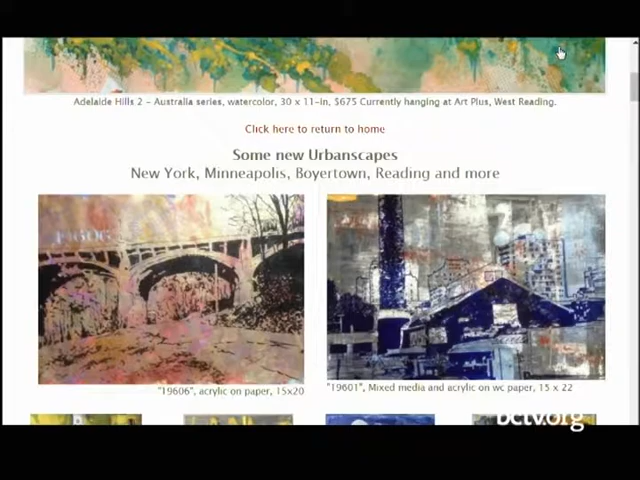 Adelaide Hills 2 - Australia series, watercolor, 30 x 11-in. $675 Currently hanging at Art Plus, West Reading.
Click here to return to home
Some new Urbanscapes
New York, Minneapolis, Boyertown, Reading and more
19606
"19606", acrylic on paper, 15x20
"19601", Mixed media and acrylic on wc paper, 15 x 22
bctv.org